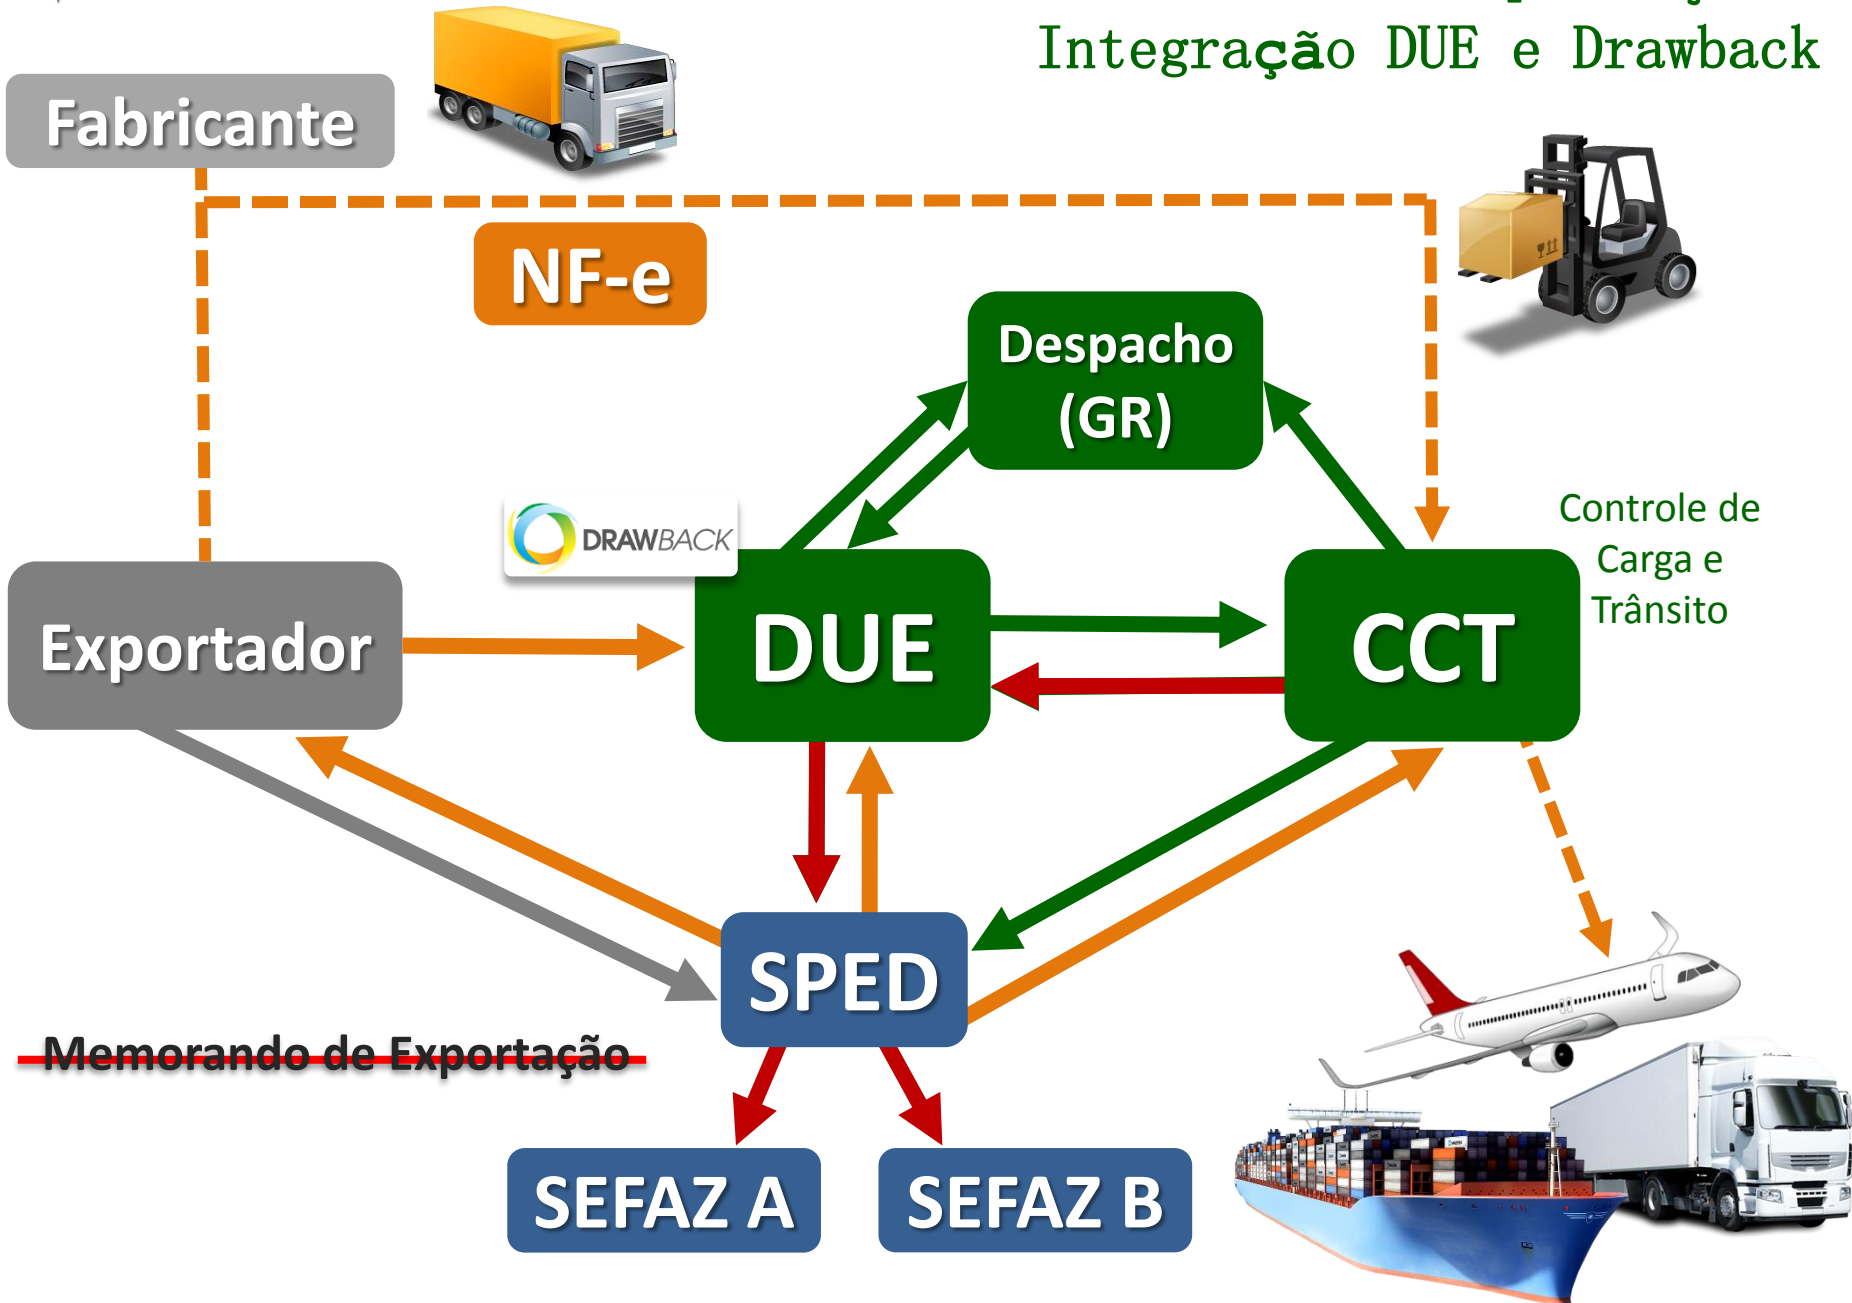 Integração DUE e Drawback
Fabricante
NF-e
Despacho
(GR)
DRAWBACK
Controle de
Carga e
Trânsito
Exportador
DUE
CCT
SPED
Memorando de Exportação
SEFAZ A
SEFAZ B